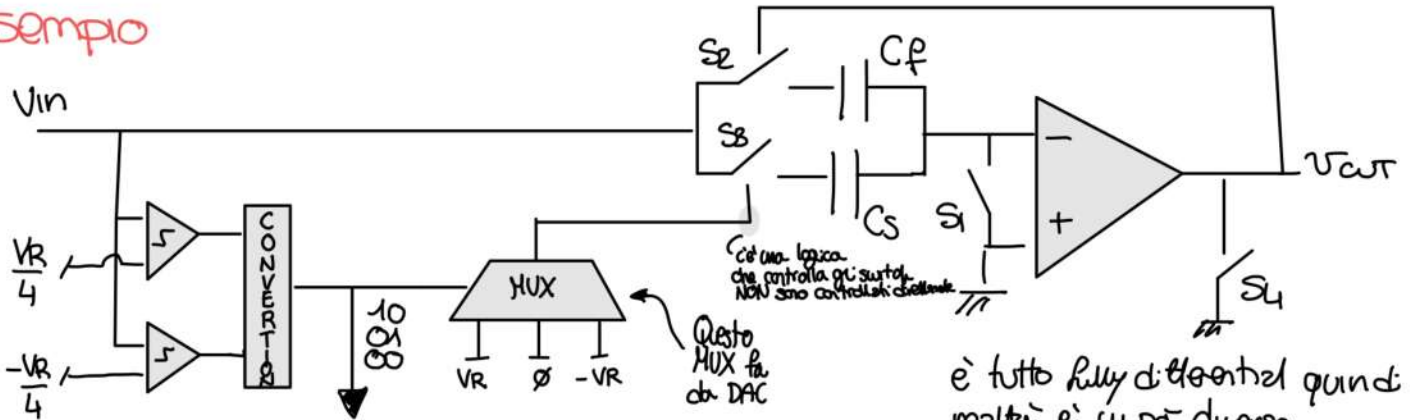 sempio
Vin
S2
Cf
S3
Cs
S1
-
+
Vout
S4
VR
4
-VR
4
CONVERTION
10
01
00
MUX
VR
Ø
-VR
Questo
MUX fa
da DAC
C'è una logica
che controlla gli switch
NON sono controllati direttamente
è tutto fully differential quindi